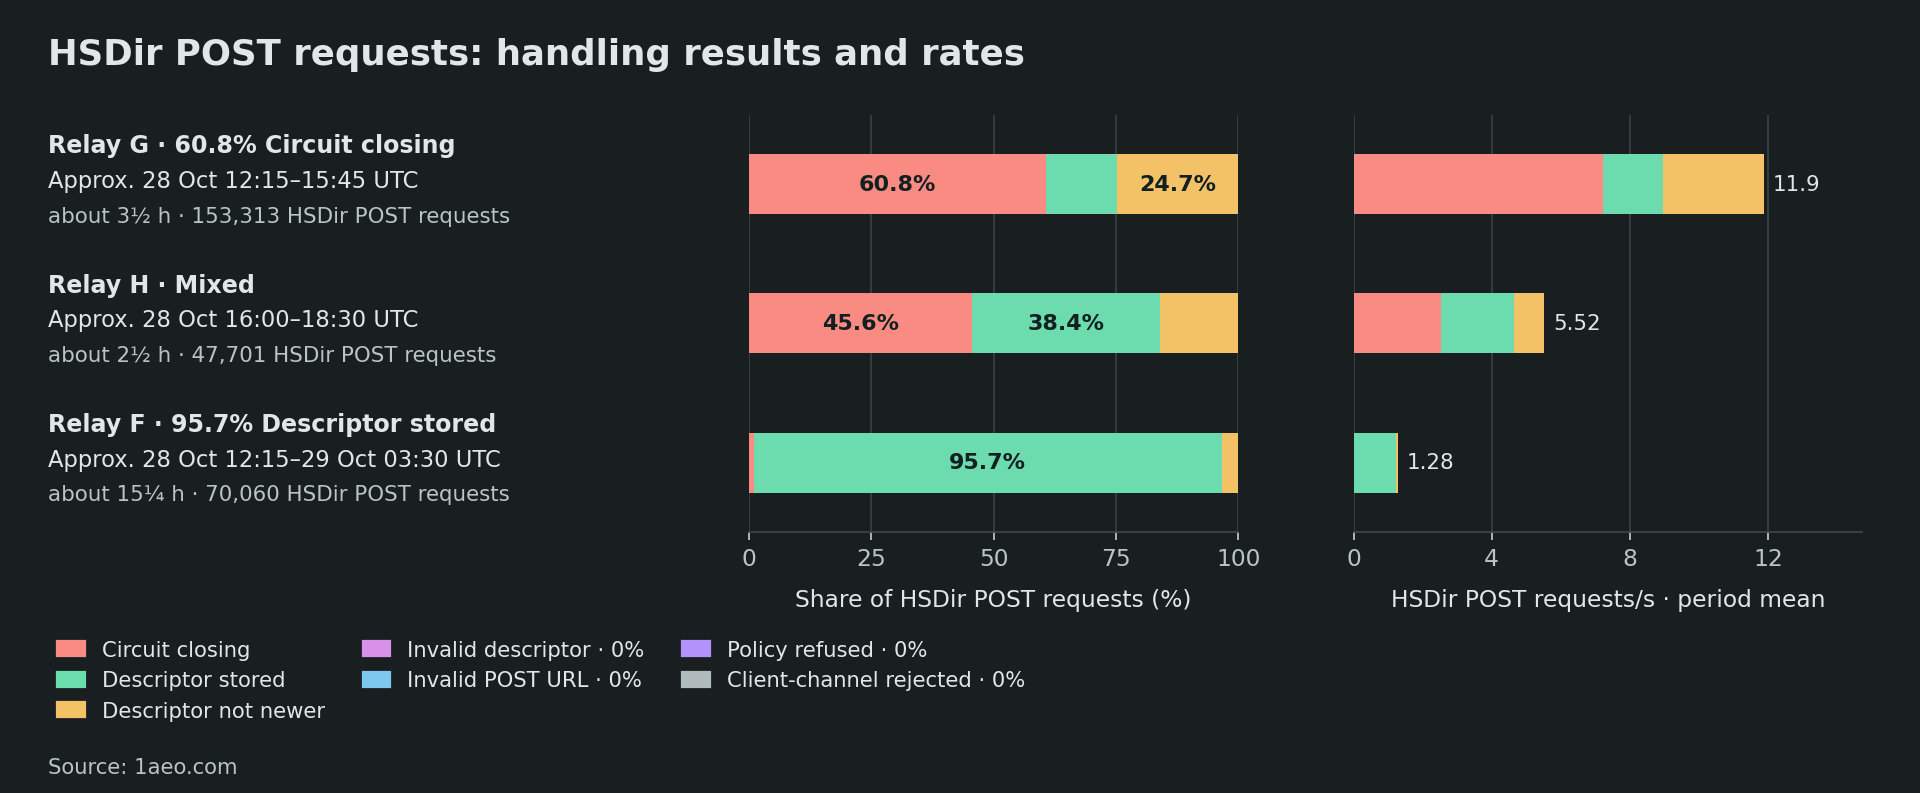 HSDir POST requests: handling results and rates
Relay G · 60.8% Circuit closing
Approx. 28 Oct 12:15–15:45 UTC
about 3½ h · 153,313 HSDir POST requests
60.8%
24.7%
11.9
Relay H · Mixed
Approx. 28 Oct 16:00–18:30 UTC
about 2½ h · 47,701 HSDir POST requests
45.6%
38.4%
5.52
Relay F · 95.7% Descriptor stored
Approx. 28 Oct 12:15–29 Oct 03:30 UTC
about 15¼ h · 70,060 HSDir POST requests
95.7%
1.28
0 25 50 75 100
Share of HSDir POST requests (%)
0 4 8 12
HSDir POST requests/s · period mean
Circuit closing
Descriptor stored
Descriptor not newer
Invalid descriptor · 0%
Invalid POST URL · 0%
Policy refused · 0%
Client-channel rejected · 0%
Source: 1aeo.com